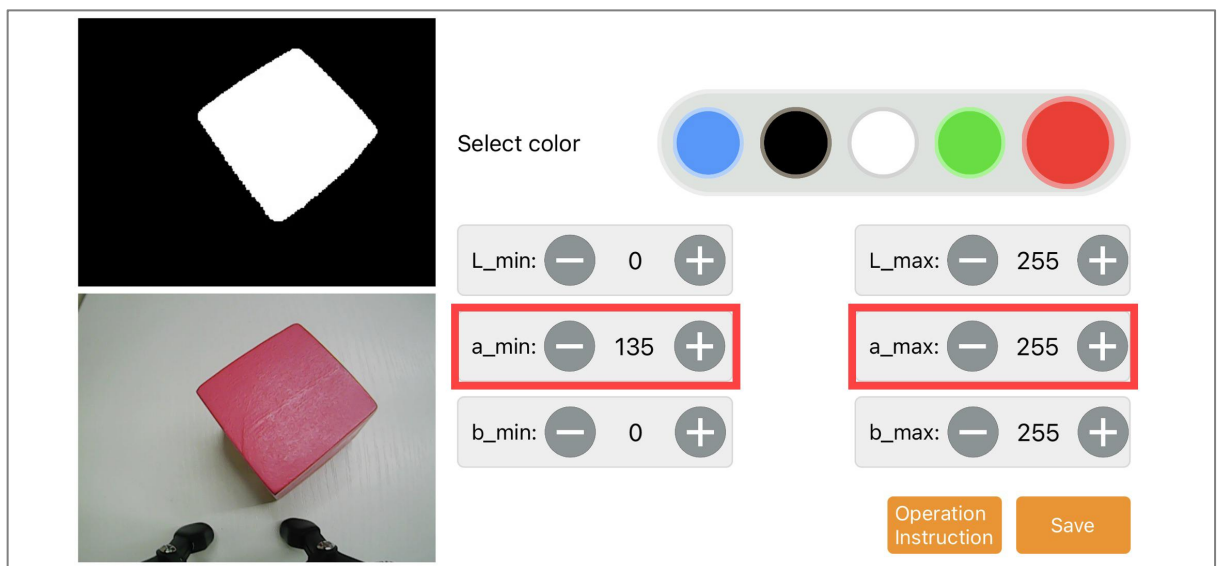 Select color
L_min: 0
L_max: 255
a_min: 135
a_max: 255
b_min: 0
b_max: 255
Operation
Instruction
Save